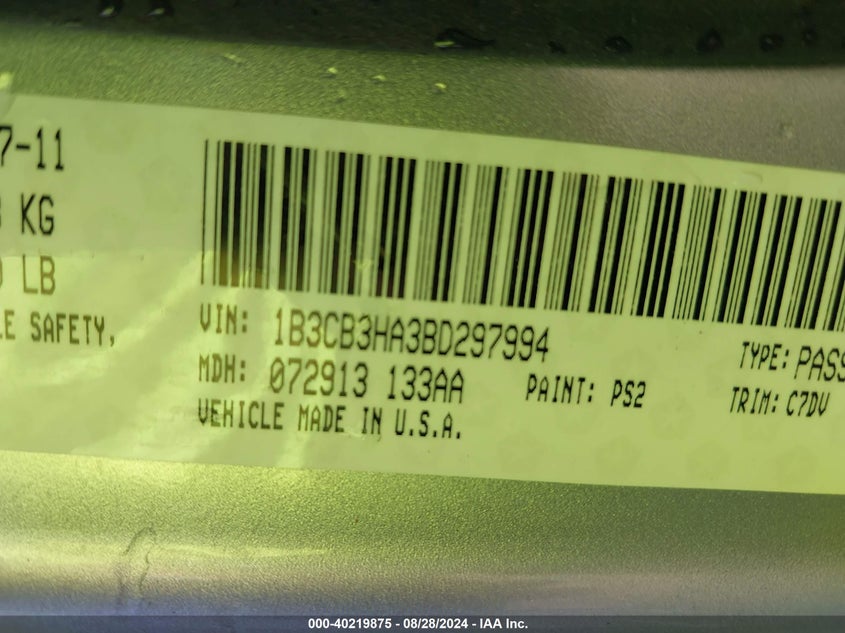 7-11
KG
LB
LE SAFETY,
VIN: 1B3CB3HA3BD297994
MDH: 072913 133AA
VEHICLE MADE IN U.S.A.
PAINT: PS2
TYPE: PASS
TRIM: C7DV
000-40219875 - 08/28/2024 - IAA Inc.